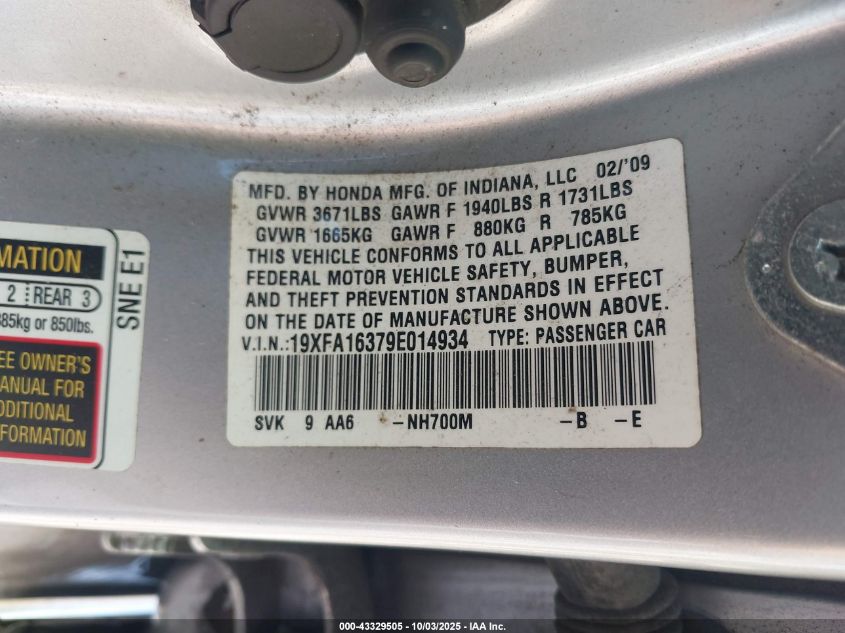 MFD. BY HONDA MFG. OF INDIANA, LLC 02/'09
GVWR 3671LBS GAWR F 1940LBS R 1731LBS
GVWR 1665KG GAWR F 880KG R 785KG
THIS VEHICLE CONFORMS TO ALL APPLICABLE
FEDERAL MOTOR VEHICLE SAFETY, BUMPER,
AND THEFT PREVENTION STANDARDS IN EFFECT
ON THE DATE OF MANUFACTURE SHOWN ABOVE.
V.I.N.:19XFA16379E014934 TYPE: PASSENGER CAR
SVK 9 AA6 -NH700M -B -E
MATION
2 REAR 3
385kg or 850lbs.
EE OWNER'S
ANUAL FOR
DDITIONAL
FORMATION
SNE E1
000-43329505 - 10/03/2025 - IAA Inc.